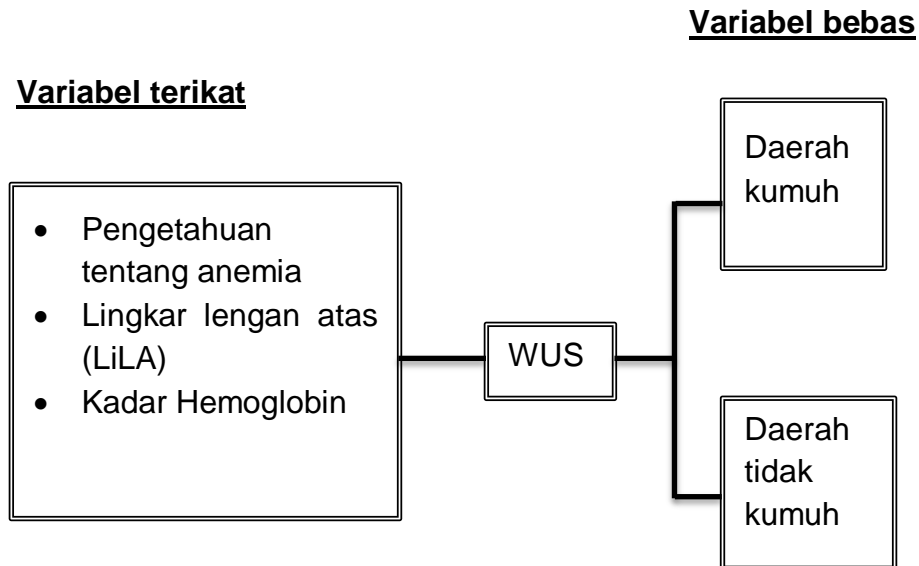 Variabel bebas
Variabel terikat
• Pengetahuan
tentang anemia
• Lingkar lengan atas
(LiLA)
• Kadar Hemoglobin
WUS
Daerah
kumuh
Daerah
tidak
kumuh